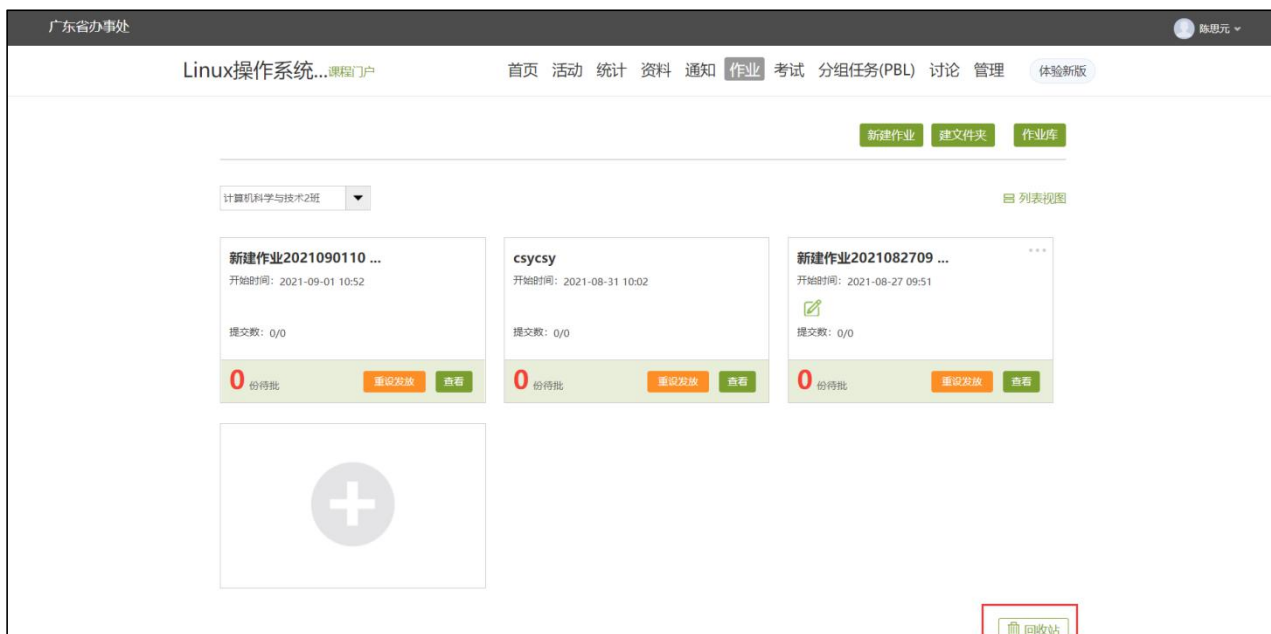 广东省办事处 陈思元
Linux操作系统...课程门户 首页 活动 统计 资料 通知 作业 考试 分组任务(PBL) 讨论 管理 体验新版
新建作业 建文件夹 作业库
计算机科学与技术2班 列表视图
新建作业2021090110 ... csycsy 新建作业2021082709 ...
开始时间：2021-09-01 10:52 开始时间：2021-08-31 10:02 开始时间：2021-08-27 09:51
提交数：0/0 提交数：0/0 提交数：0/0
0 份待批 重设发放 查看 0 份待批 重设发放 查看 0 份待批 重设发放 查看
回收站